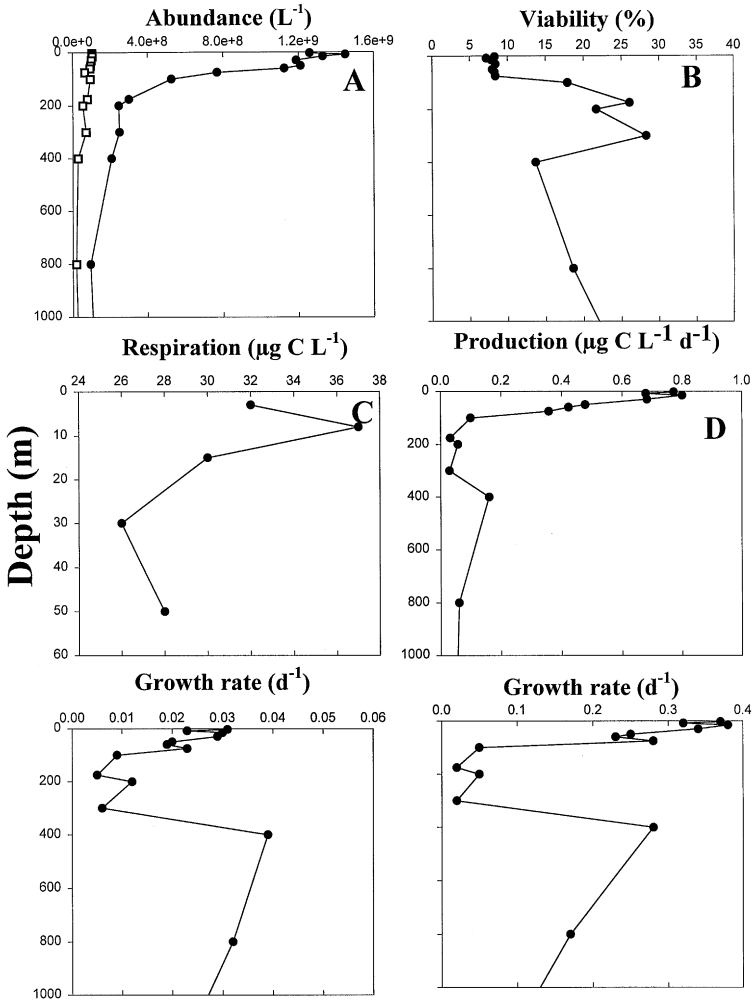 Abundance (L-1) Viability (%)
0.0e+0 4.0e+8 8.0e+8 1.2e+9 1.6e+9 0 5 10 15 20 25 30 35 40
0
200
400
600
800
1000
A B
Respiration (µg C L-1) Production (µg C L-1 d-1)
24 26 28 30 32 34 36 38 0.0 0.2 0.4 0.6 0.8 1.0
0
10
20
30
40
50
60
C D
0
200
400
600
800
1000
Depth (m)
Growth rate (d-1) Growth rate (d-1)
0.00 0.01 0.02 0.03 0.04 0.05 0.06 0.0 0.1 0.2 0.3 0.4
0
200
400
600
800
1000